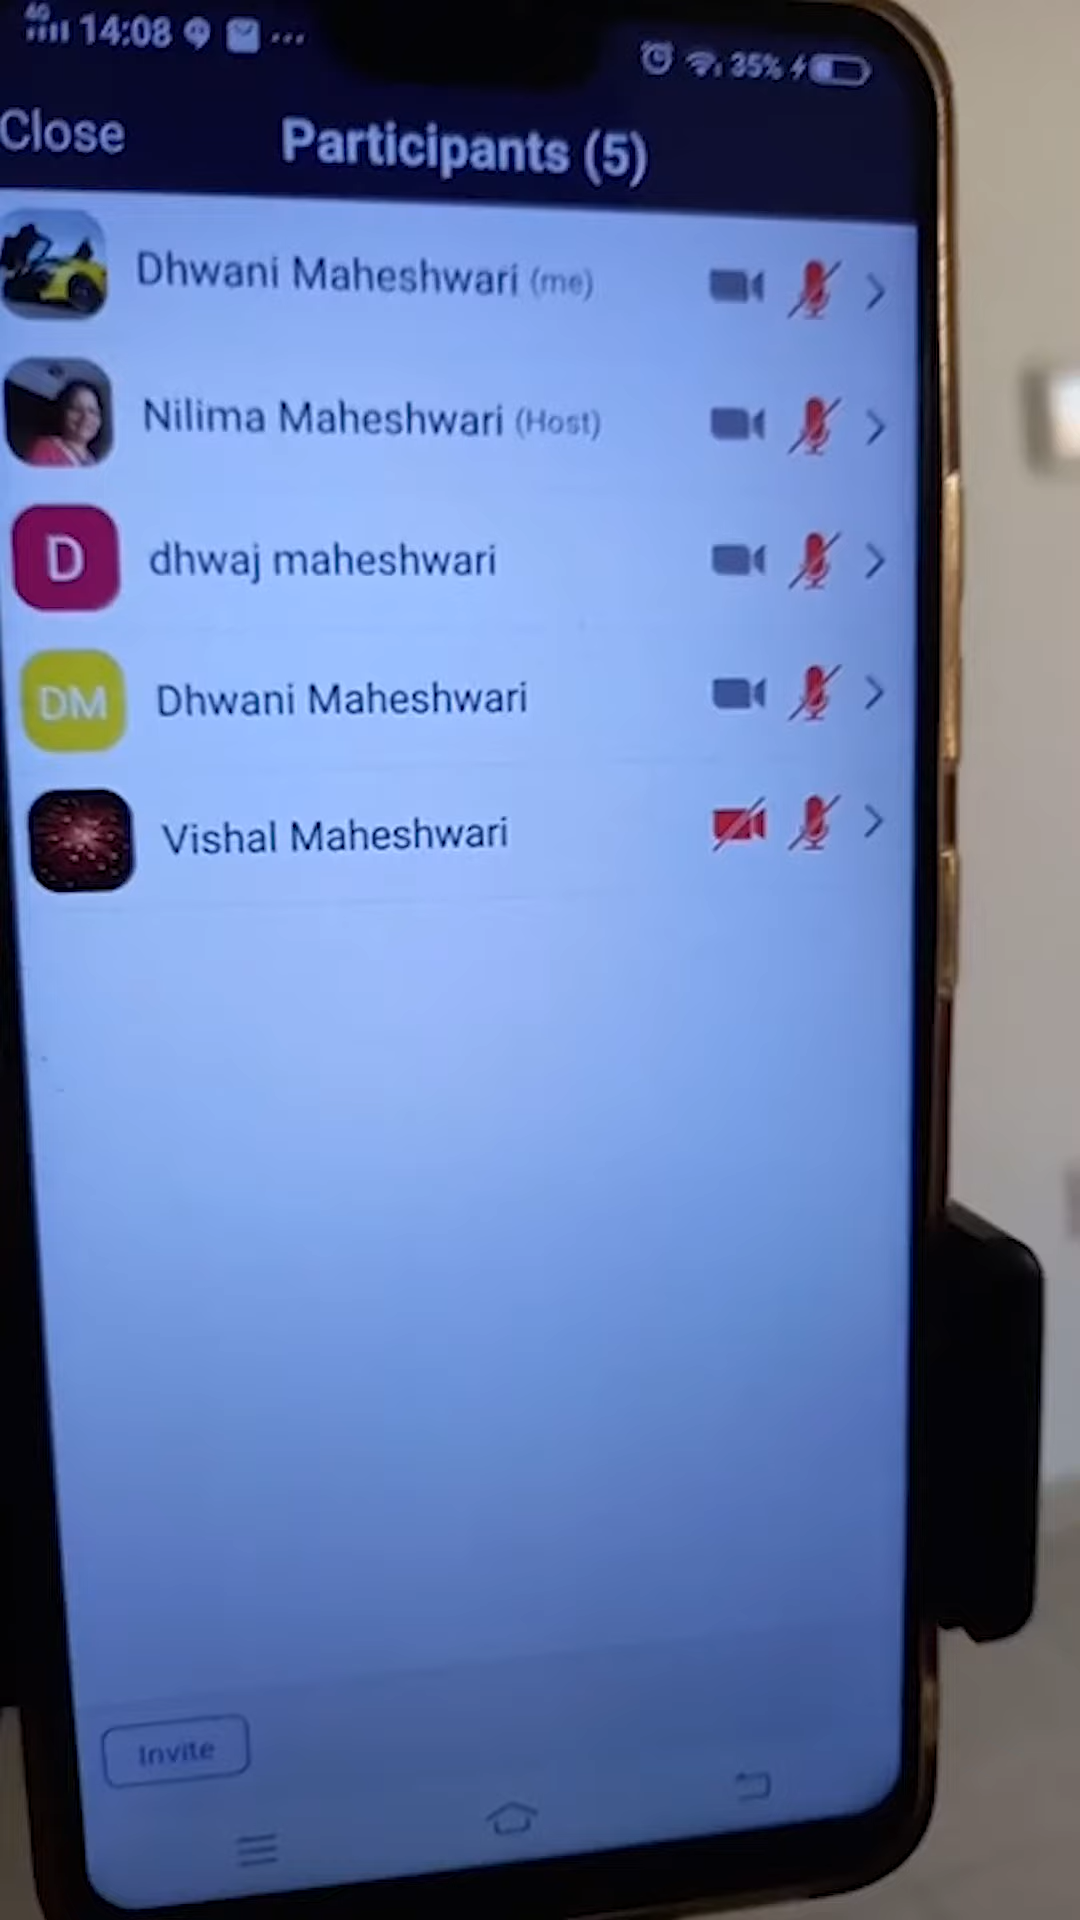 4G 14:08 ... 35%
Close Participants (5)
Dhwani Maheshwari (me)
Nilima Maheshwari (Host)
D dhwaj maheshwari
DM Dhwani Maheshwari
Vishal Maheshwari
Invite